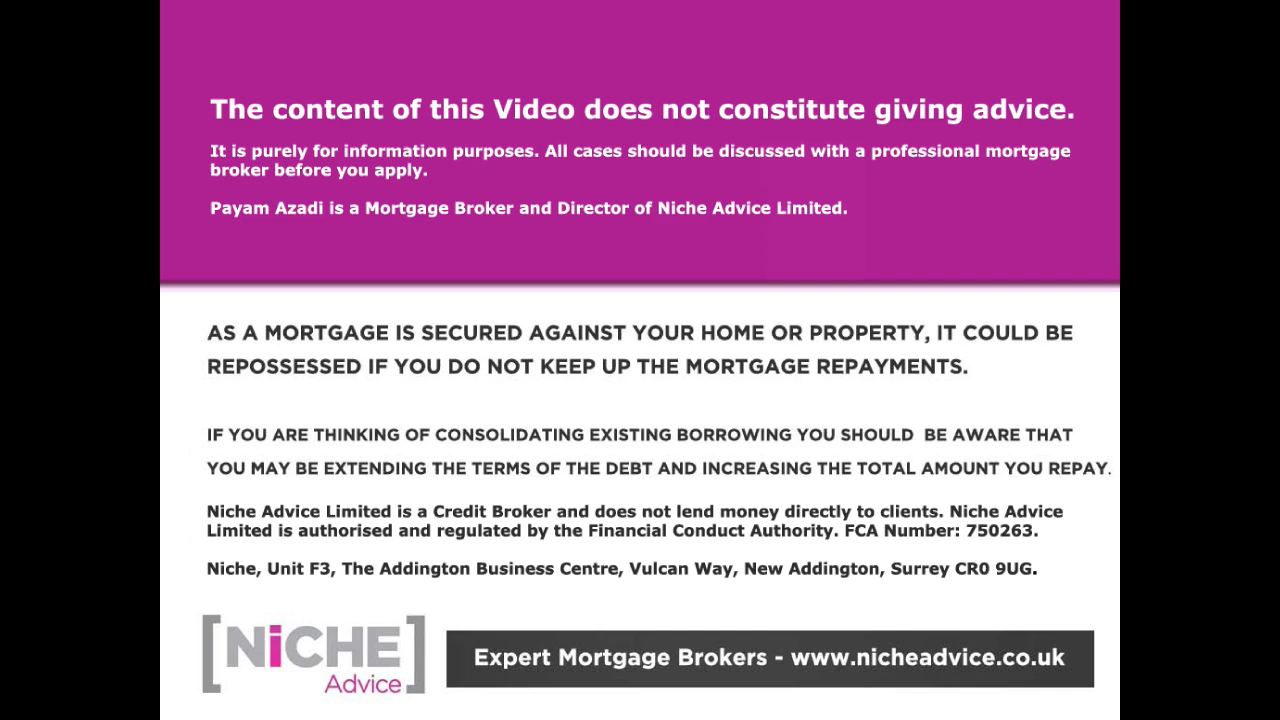 The content of this Video does not constitute giving advice.
It is purely for information purposes. All cases should be discussed with a professional mortgage
broker before you apply.
Payam Azadi is a Mortgage Broker and Director of Niche Advice Limited.
AS A MORTGAGE IS SECURED AGAINST YOUR HOME OR PROPERTY, IT COULD BE
REPOSSESSED IF YOU DO NOT KEEP UP THE MORTGAGE REPAYMENTS.
IF YOU ARE THINKING OF CONSOLIDATING EXISTING BORROWING YOU SHOULD BE AWARE THAT
YOU MAY BE EXTENDING THE TERMS OF THE DEBT AND INCREASING THE TOTAL AMOUNT YOU REPAY.
Niche Advice Limited is a Credit Broker and does not lend money directly to clients. Niche Advice
Limited is authorised and regulated by the Financial Conduct Authority. FCA Number: 750263.
Niche, Unit F3, The Addington Business Centre, Vulcan Way, New Addington, Surrey CR0 9UG.
[NiCHE
Advice]
Expert Mortgage Brokers - www.nicheadvice.co.uk